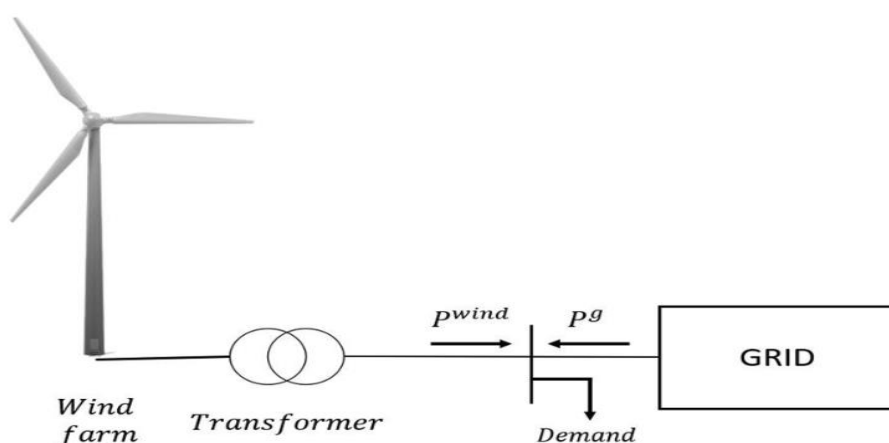 P^wind
P^g
GRID
Wind
farm
Transformer
Demand